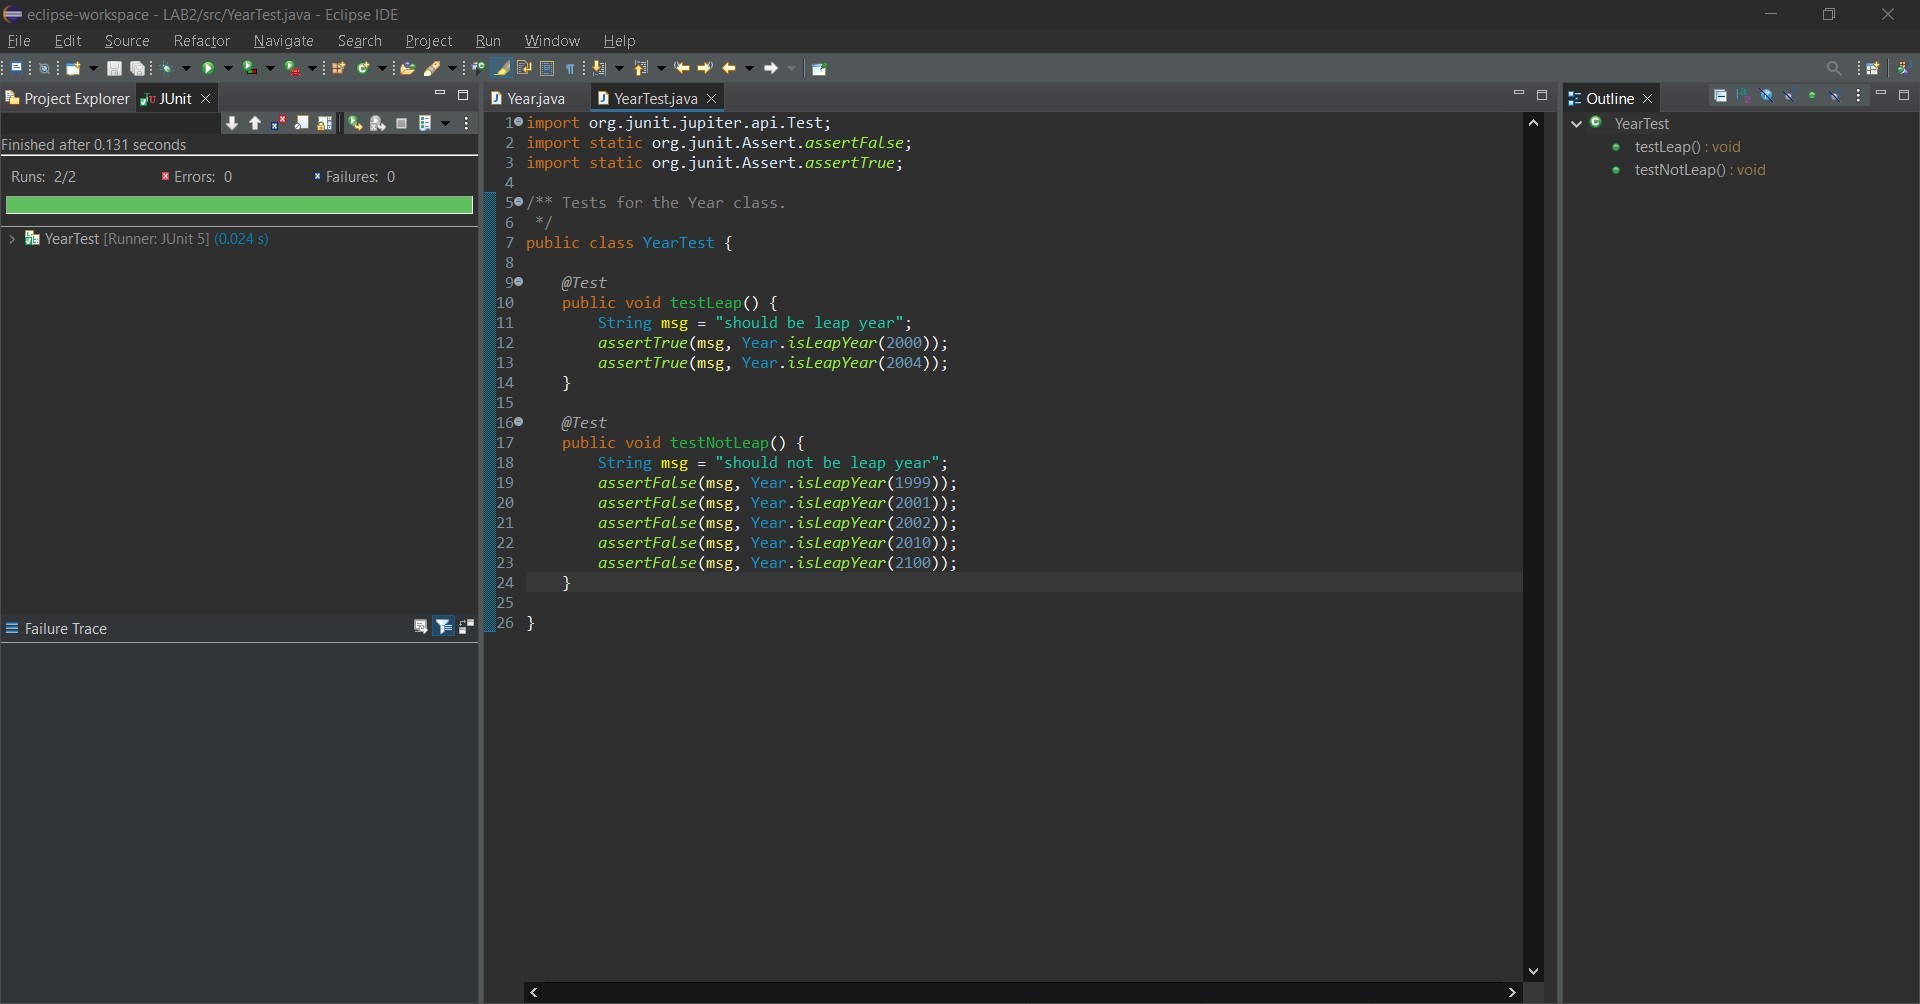 eclipse-workspace - LAB2/src/YearTest.java - Eclipse IDE
File Edit Source Refactor Navigate Search Project Run Window Help
Project Explorer JUnit
Finished after 0.131 seconds
Runs: 2/2 Errors: 0 Failures: 0
YearTest [Runner: JUnit 5] (0.024 s)
Failure Trace
Year.java YearTest.java
1 import org.junit.jupiter.api.Test;
2 import static org.junit.Assert.assertFalse;
3 import static org.junit.Assert.assertTrue;
4
5 /** Tests for the Year class.
6  */
7 public class YearTest {
8
9     @Test
10     public void testLeap() {
11         String msg = "should be leap year";
12         assertTrue(msg, Year.isLeapYear(2000));
13         assertTrue(msg, Year.isLeapYear(2004));
14     }
15
16     @Test
17     public void testNotLeap() {
18         String msg = "should not be leap year";
19         assertFalse(msg, Year.isLeapYear(1999));
20         assertFalse(msg, Year.isLeapYear(2001));
21         assertFalse(msg, Year.isLeapYear(2002));
22         assertFalse(msg, Year.isLeapYear(2010));
23         assertFalse(msg, Year.isLeapYear(2100));
24     }
25
26 }
Outline
YearTest
testLeap() : void
testNotLeap() : void